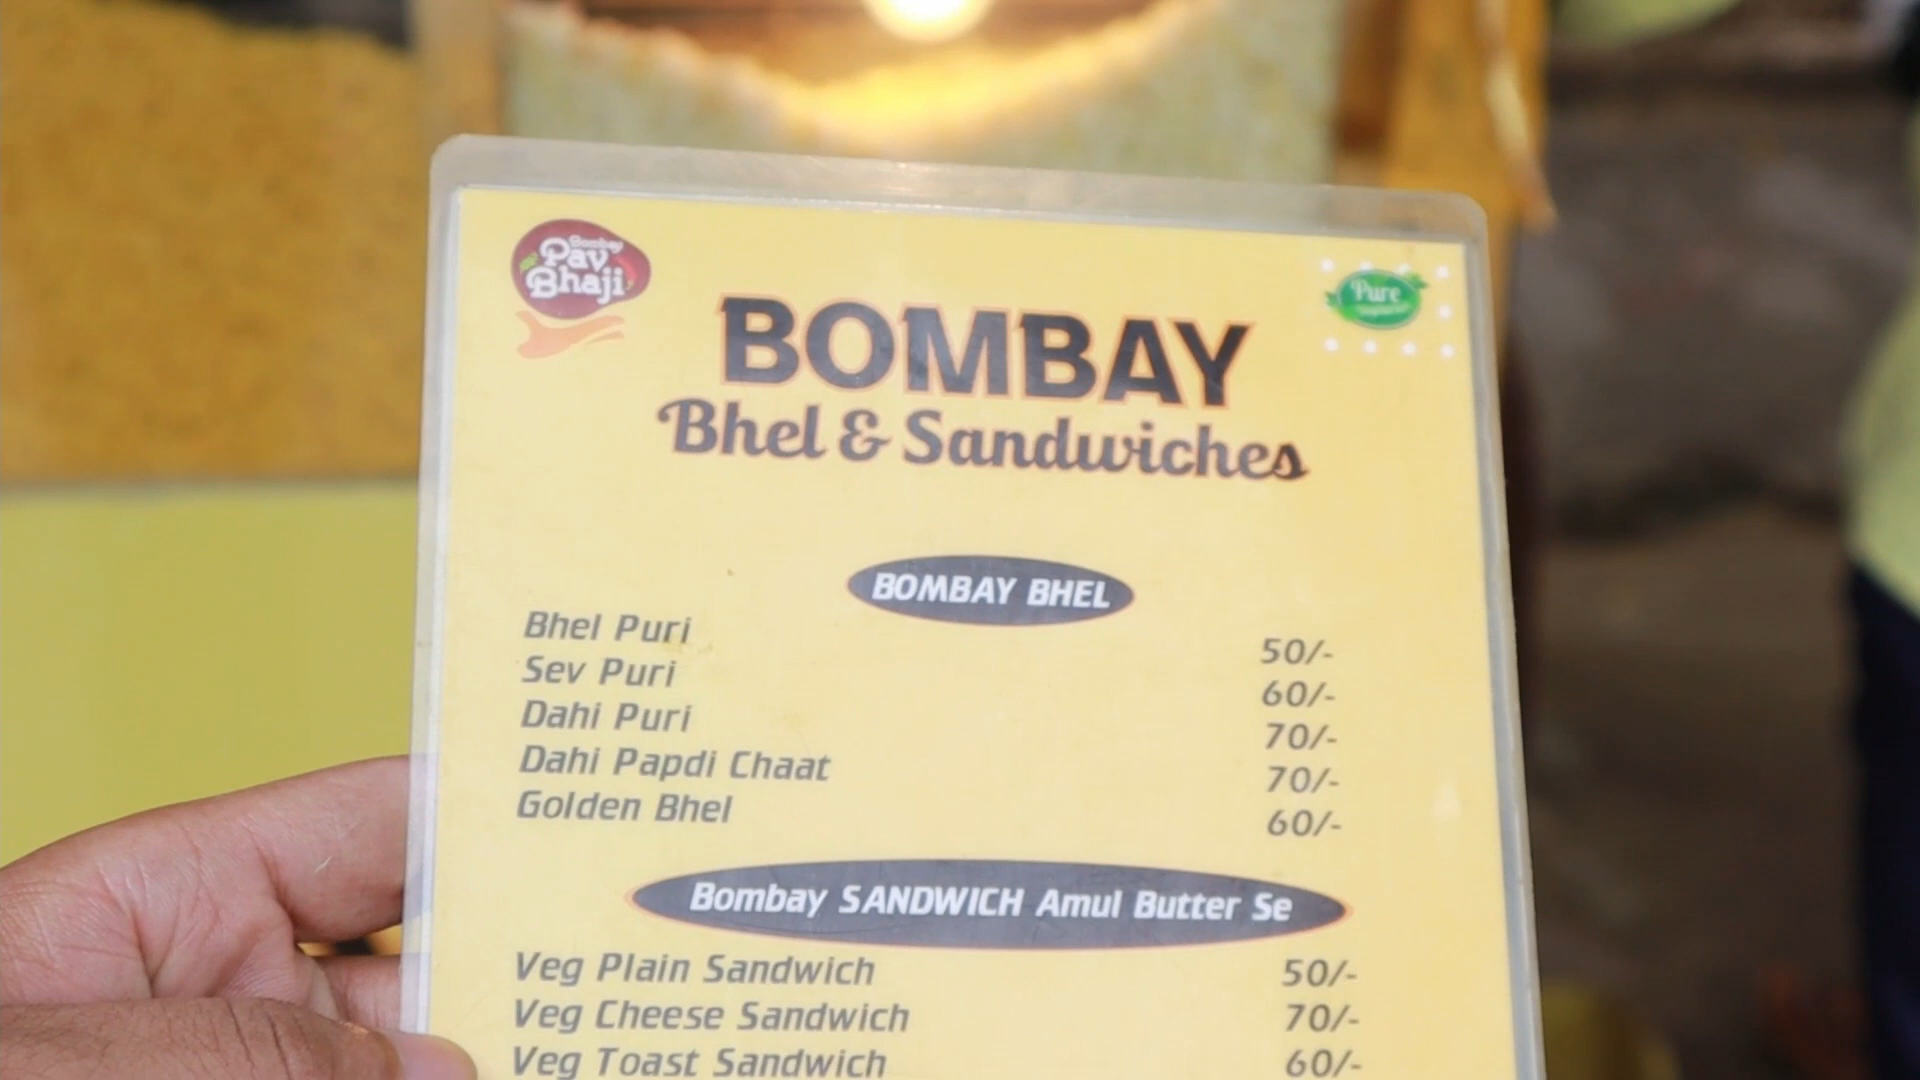 Bombay
Pav
Bhaji
Pure
BOMBAY
Bhel & Sandwiches
BOMBAY BHEL
Bhel Puri 50/-
Sev Puri 60/-
Dahi Puri 70/-
Dahi Papdi Chaat 70/-
Golden Bhel 60/-
Bombay SANDWICH Amul Butter Se
Veg Plain Sandwich 50/-
Veg Cheese Sandwich 70/-
Veg Toast Sandwich 60/-